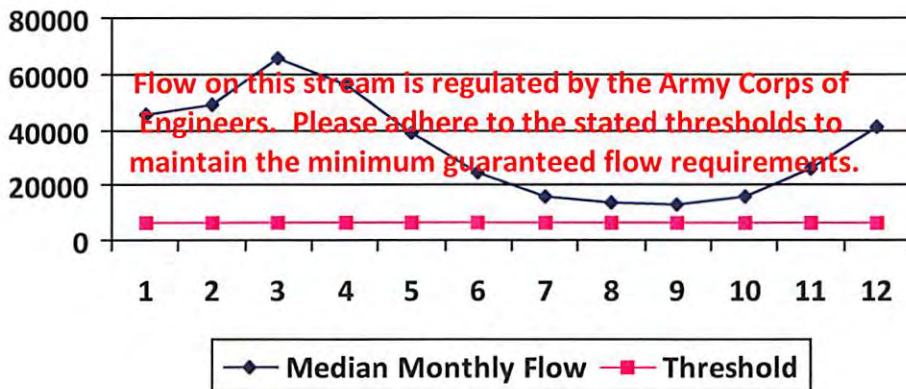 80000
60000
40000
20000
0
Flow on this stream is regulated by the Army Corps of
Engineers. Please adhere to the stated thresholds to
maintain the minimum guaranteed flow requirements.
1 2 3 4 5 6 7 8 9 10 11 12
Median Monthly Flow Threshold